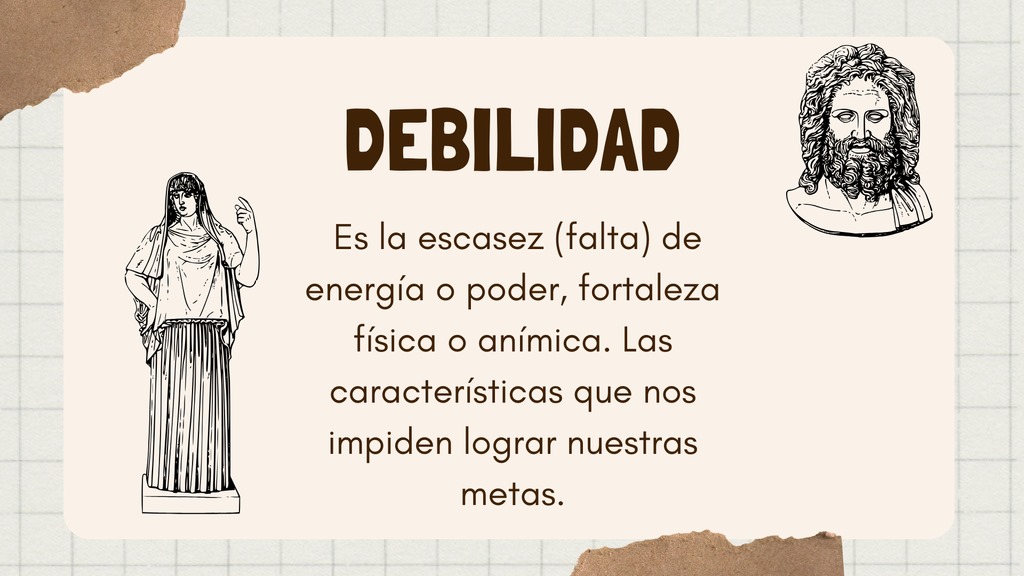 DEBILIDAD
Es la escasez (falta) de
energía o poder, fortaleza
física o anímica. Las
características que nos
impiden lograr nuestras
metas.